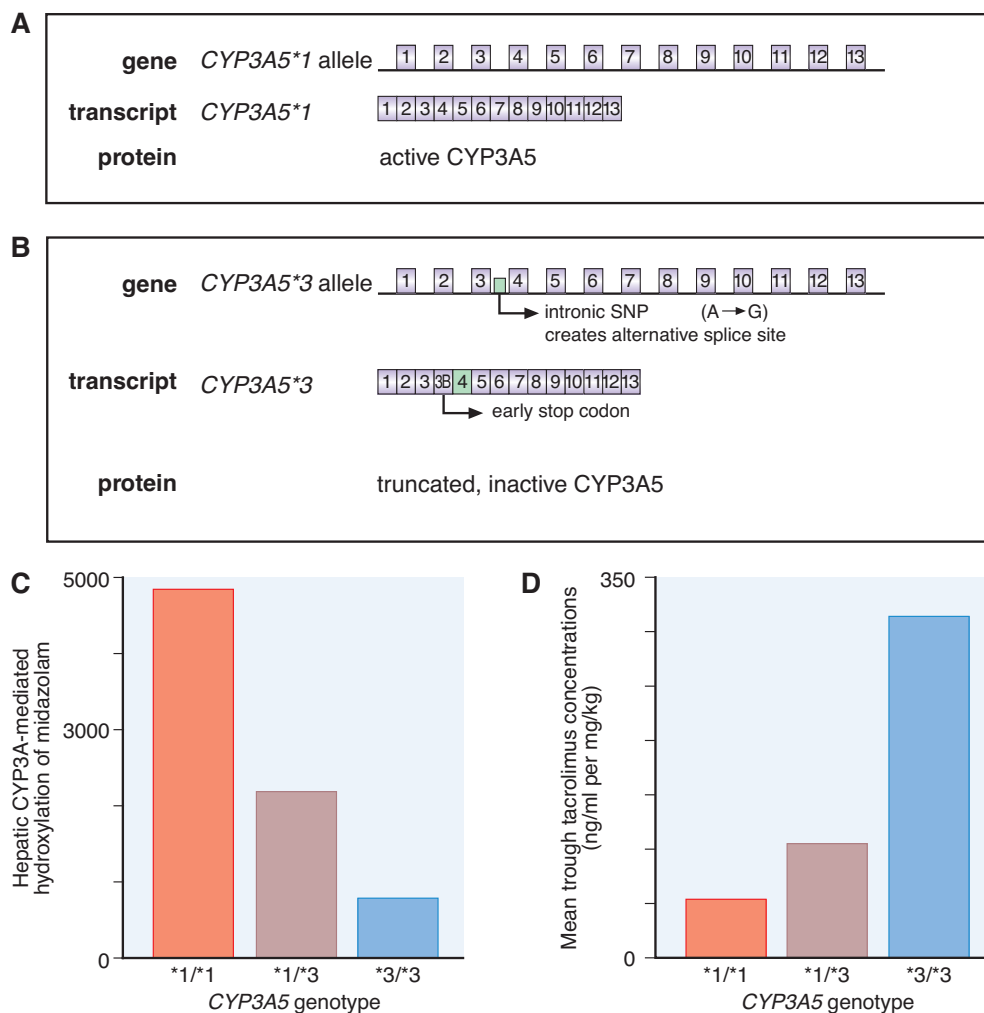 A
gene CYP3A5*1 allele 1 2 3 4 5 6 7 8 9 10 11 12 13
transcript CYP3A5*1 1 2 3 4 5 6 7 8 9 10 11 12 13
protein active CYP3A5
B
gene CYP3A5*3 allele 1 2 3 4 5 6 7 8 9 10 11 12 13
intronic SNP (A → G)
creates alternative splice site
transcript CYP3A5*3 1 2 3 3B 4 5 6 7 8 9 10 11 12 13
early stop codon
protein truncated, inactive CYP3A5
C
Hepatic CYP3A-mediated
hydroxylation of midazolam
5000
3000
0
*1/*1 *1/*3 *3/*3
CYP3A5 genotype
D
Mean trough tacrolimus concentrations
(ng/ml per mg/kg)
350
0
*1/*1 *1/*3 *3/*3
CYP3A5 genotype